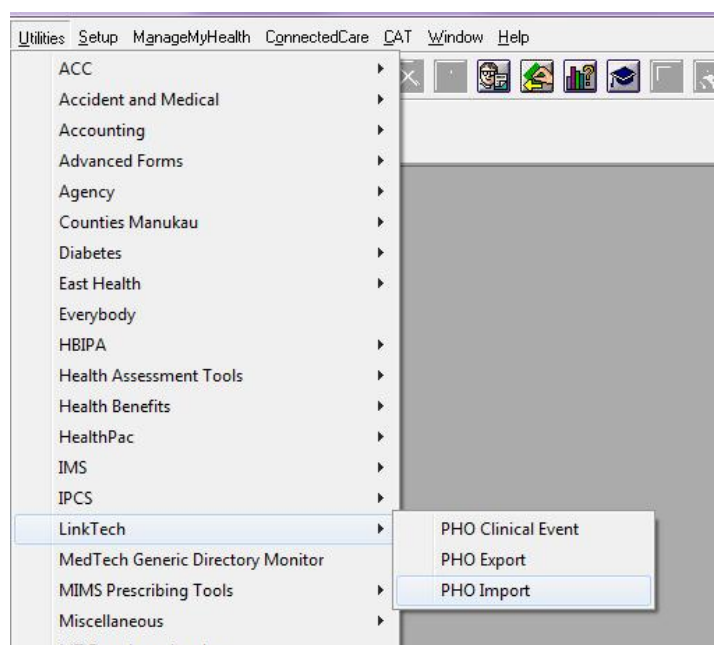 Utilities Setup ManageMyHealth ConnectedCare CAT Window Help
ACC
Accident and Medical
Accounting
Advanced Forms
Agency
Counties Manukau
Diabetes
East Health
Everybody
HBIPA
Health Assessment Tools
Health Benefits
HealthPac
IMS
IPCS
LinkTech
PHO Clinical Event
MedTech Generic Directory Monitor
PHO Export
MIMS Prescribing Tools
PHO Import
Miscellaneous